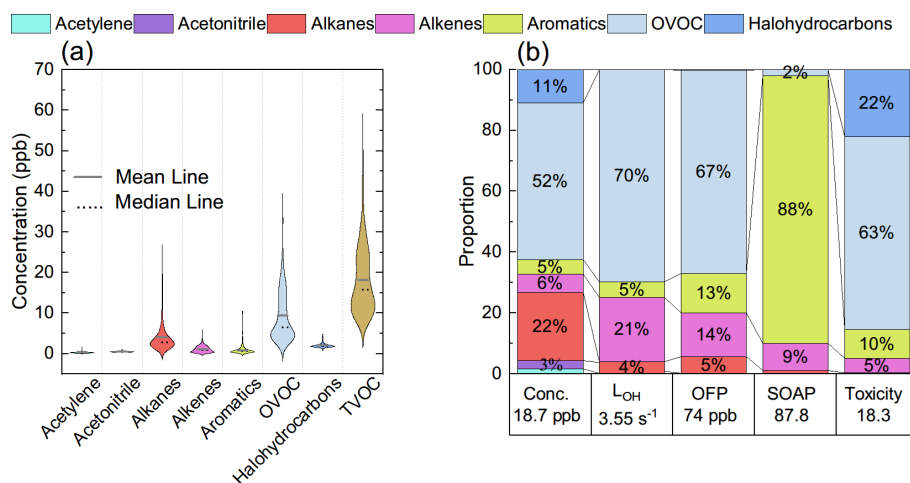 Acetylene Acetonitrile Alkanes Alkenes Aromatics OVOC Halohydrocarbons
(a)
70
60
50
40
30
20
10
0
Concentration (ppb)
Mean Line
Median Line
Acetylene
Acetonitrile
Alkanes
Alkenes
Aromatics
OVOC
Halohydrocarbons
TVOC
(b)
100
80
60
40
20
0
Proportion
11%
52%
5%
6%
22%
3%
70%
5%
21%
4%
67%
13%
14%
5%
2%
88%
9%
22%
63%
10%
5%
Conc. LOH OFP SOAP Toxicity
18.7 ppb 3.55 s⁻¹ 74 ppb 87.8 18.3